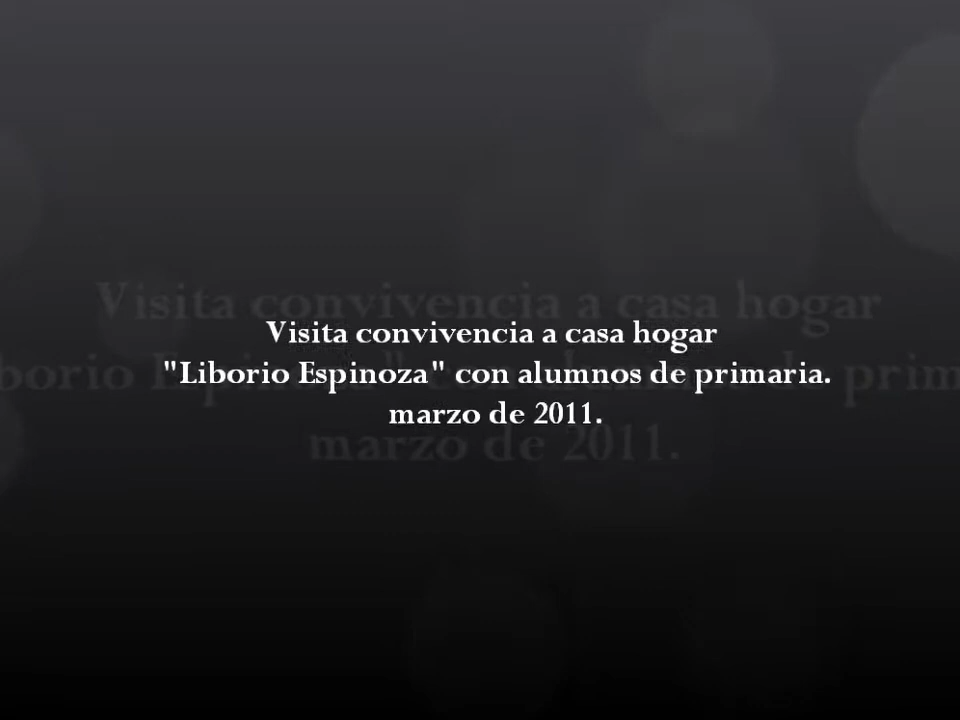 Visita convivencia a casa hogar
"Liborio Espinoza" con alumnos de primaria.
marzo de 2011.